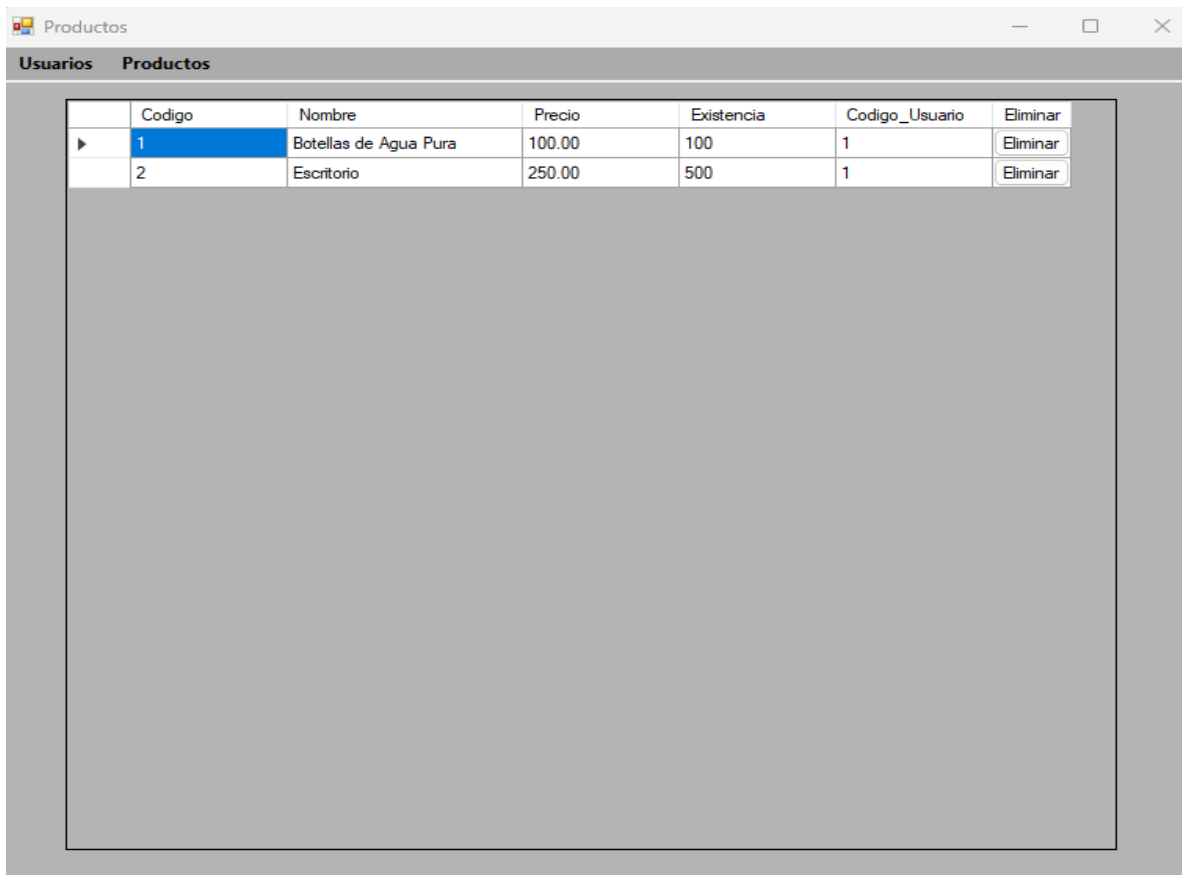 Productos
Usuarios Productos
Codigo Nombre Precio Existencia Codigo_Usuario Eliminar
1 Botellas de Agua Pura 100.00 100 1 Eliminar
2 Escritorio 250.00 500 1 Eliminar